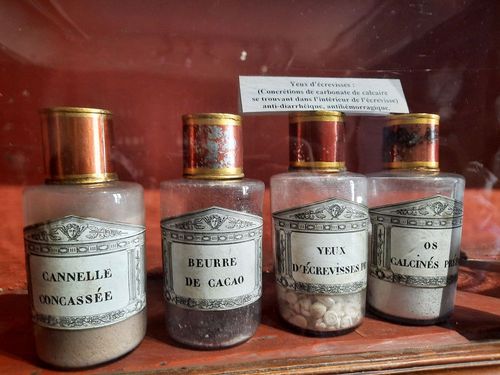 Yeux d'écrevisses :
(Concrétions de carbonate de calcaire
se trouvant dans l'intérieur de l'écrevisse)
anti-diarrhéique, antihémorragique.
CANNELLE
CONCASSÉE
BEURRE
DE CACAO
YEUX
D'ÉCREVISSES
OS
CALCINÉS